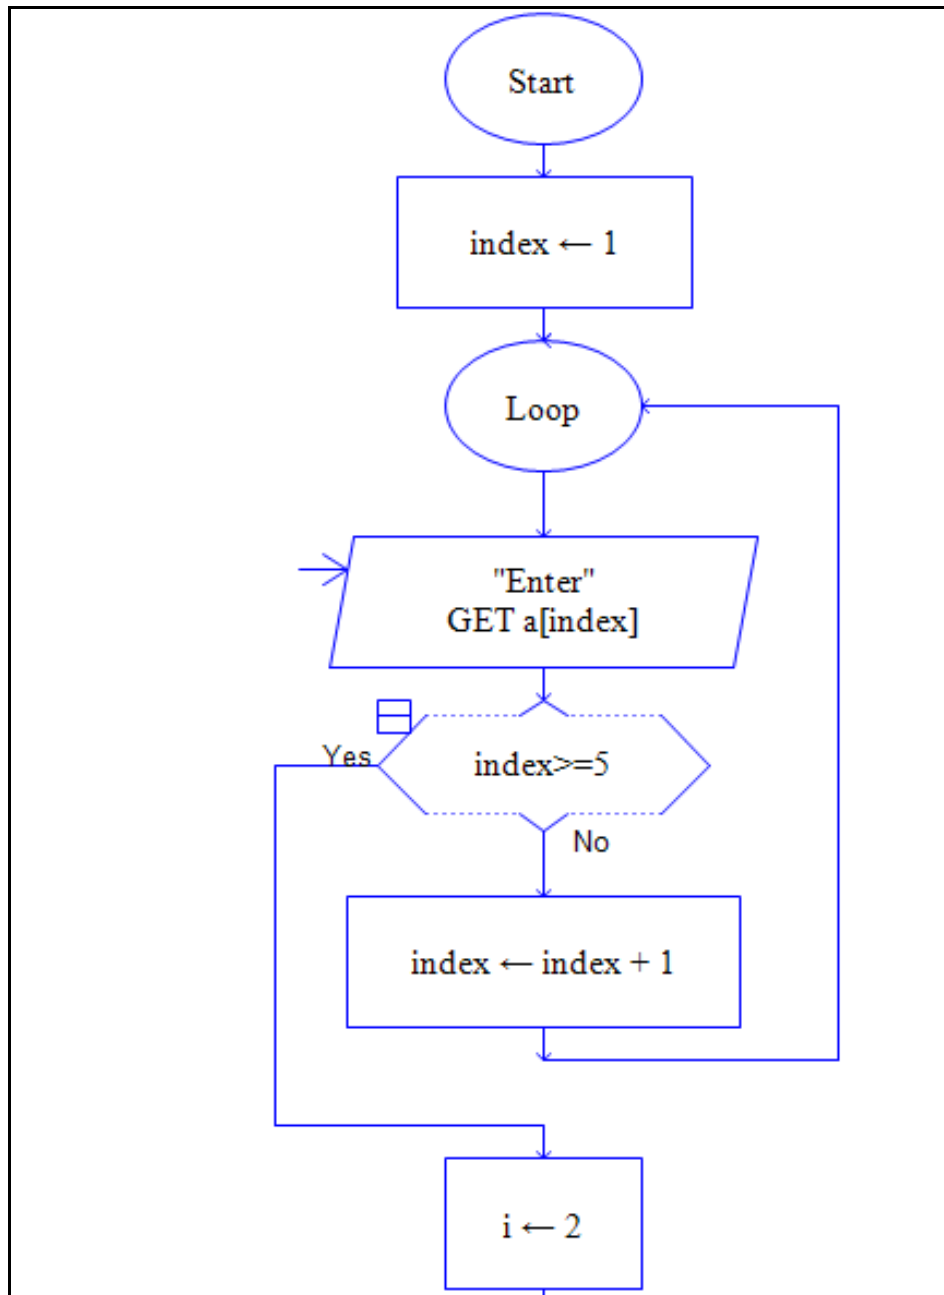 Start
index ← 1
Loop
"Enter"
GET a[index]
Yes
index>=5
No
index ← index + 1
i ← 2